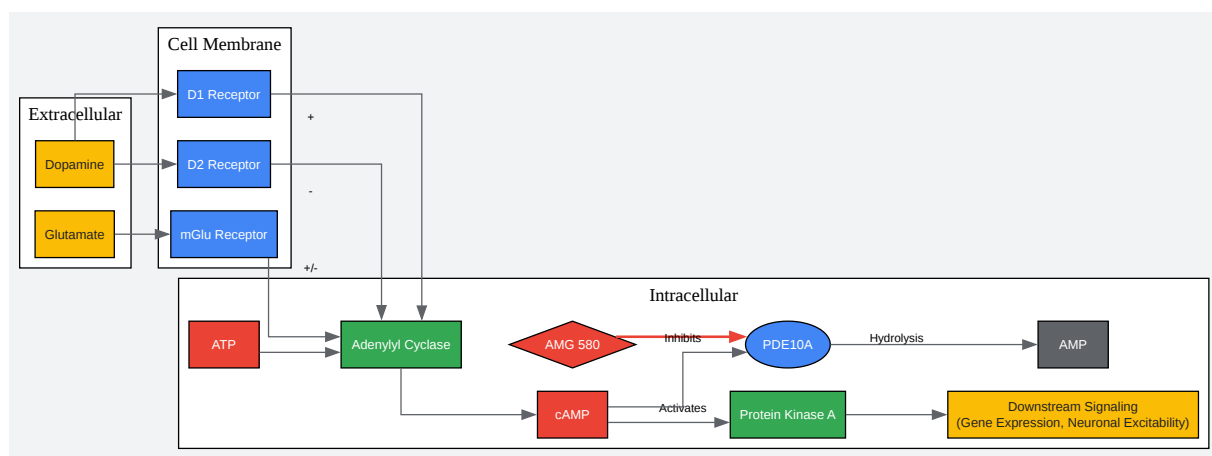 Cell Membrane
D1 Receptor
+
Extracellular
Dopamine
D2 Receptor
-
Glutamate
mGlu Receptor
+/-
Intracellular
ATP
Adenylyl Cyclase
AMG 580
Inhibits
PDE10A
Hydrolysis
AMP
cAMP
Activates
Protein Kinase A
Downstream Signaling
(Gene Expression, Neuronal Excitability)